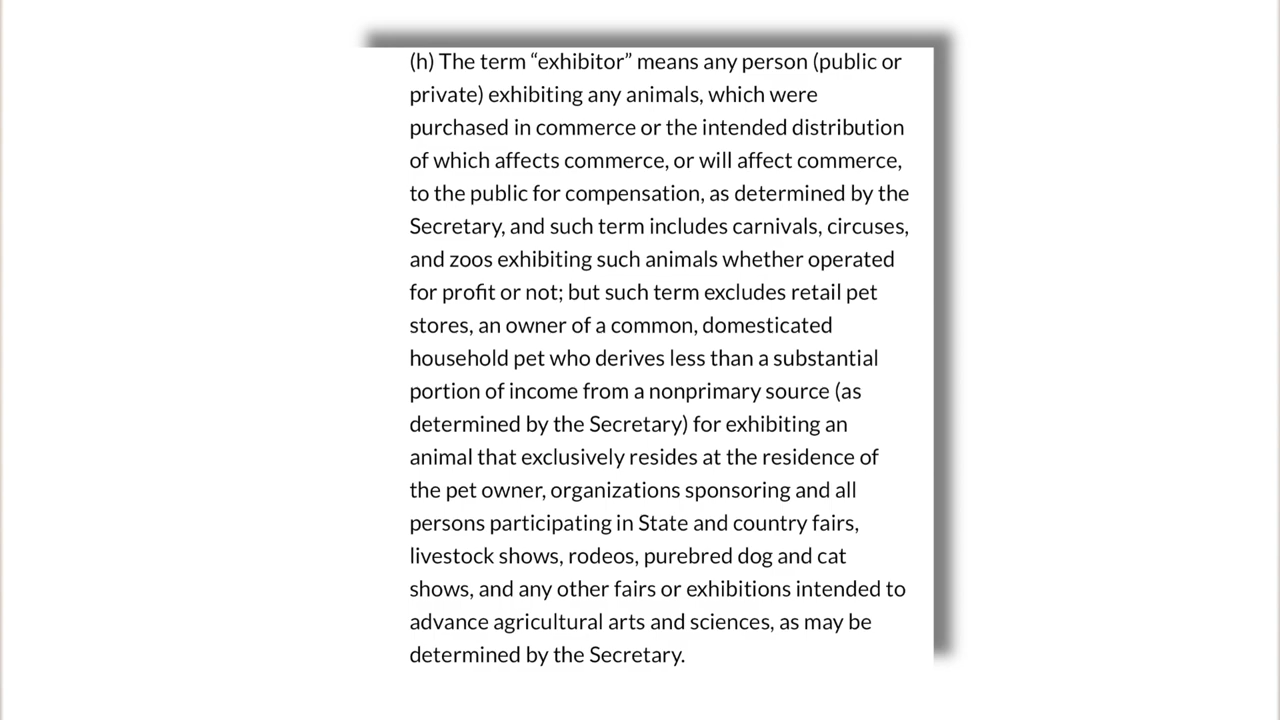 (h) The term “exhibitor” means any person (public or
private) exhibiting any animals, which were
purchased in commerce or the intended distribution
of which affects commerce, or will affect commerce,
to the public for compensation, as determined by the
Secretary, and such term includes carnivals, circuses,
and zoos exhibiting such animals whether operated
for profit or not; but such term excludes retail pet
stores, an owner of a common, domesticated
household pet who derives less than a substantial
portion of income from a nonprimary source (as
determined by the Secretary) for exhibiting an
animal that exclusively resides at the residence of
the pet owner, organizations sponsoring and all
persons participating in State and country fairs,
livestock shows, rodeos, purebred dog and cat
shows, and any other fairs or exhibitions intended to
advance agricultural arts and sciences, as may be
determined by the Secretary.